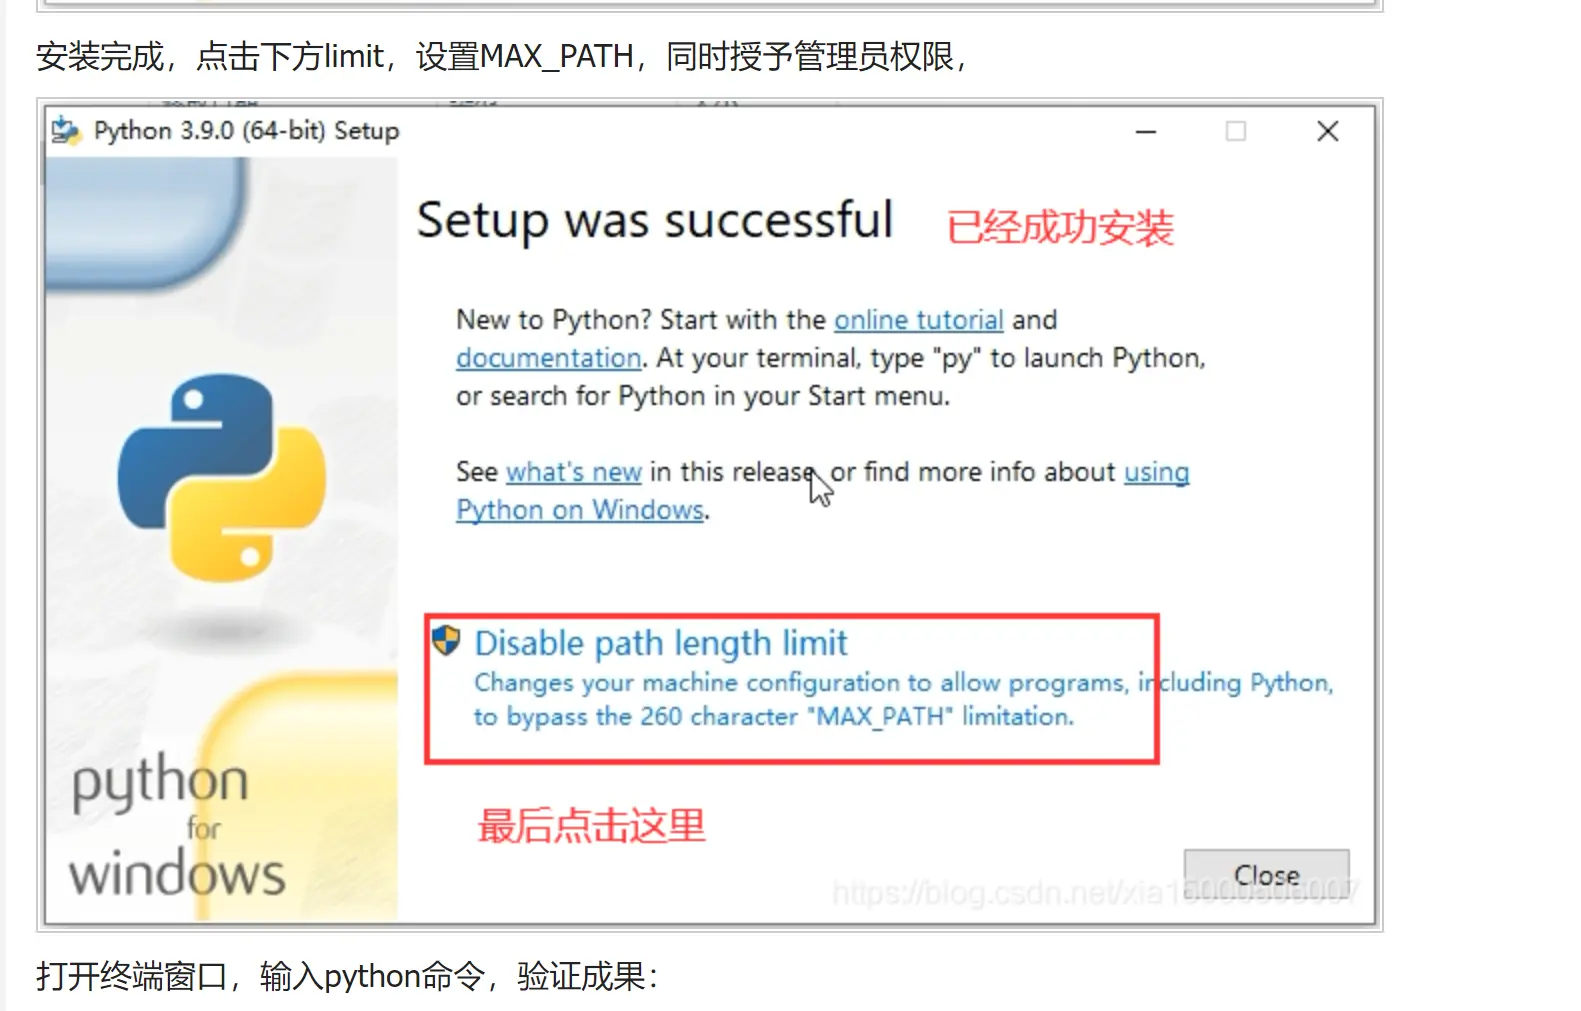 安装完成，点击下方limit，设置MAX_PATH，同时授予管理员权限，
Python 3.9.0 (64-bit) Setup
Setup was successful
已经成功安装
New to Python? Start with the online tutorial and
documentation. At your terminal, type "py" to launch Python,
or search for Python in your Start menu.
See what's new in this release, or find more info about using
Python on Windows.
Disable path length limit
Changes your machine configuration to allow programs, including Python,
to bypass the 260 character "MAX_PATH" limitation.
最后点击这里
python
for
windows
Close
打开终端窗口，输入python命令，验证成果：